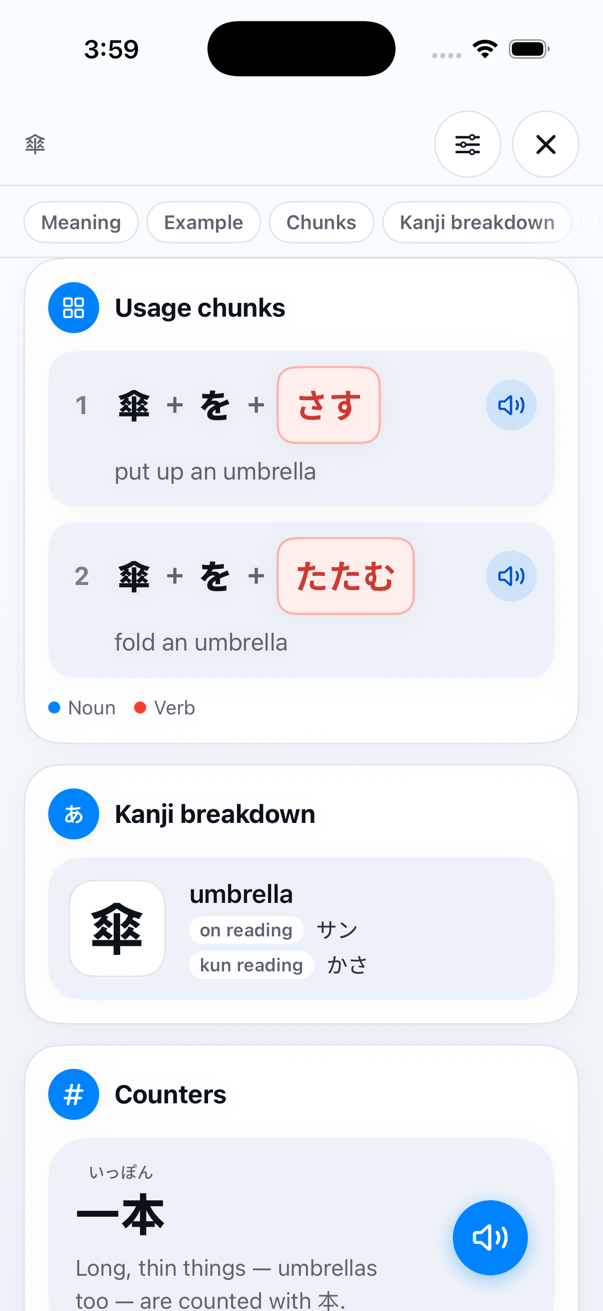 3:59
傘
Meaning Example Chunks Kanji breakdown
Usage chunks
1 傘 + を + さす
put up an umbrella
2 傘 + を + たたむ
fold an umbrella
Noun Verb
あ Kanji breakdown
傘 umbrella
on reading サン
kun reading かさ
# Counters
いっぽん
一本
Long, thin things — umbrellas
too — are counted with 本.